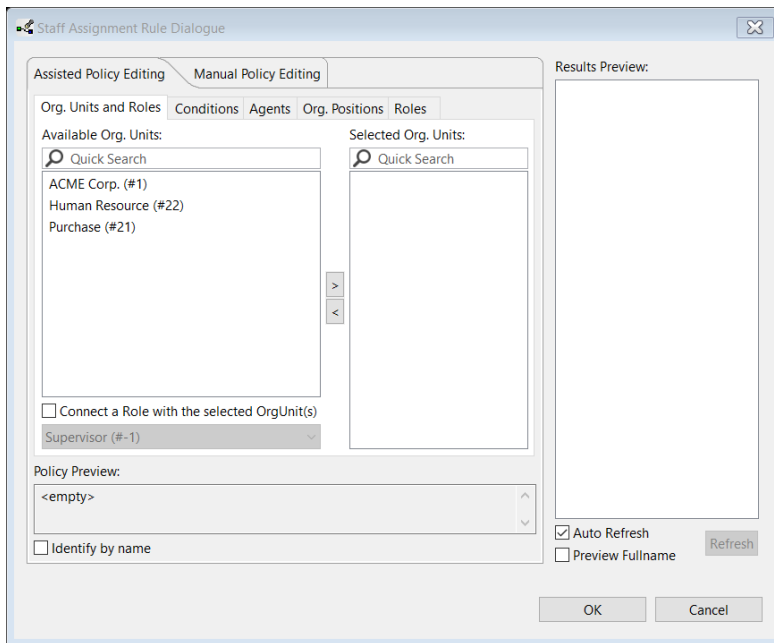 Staff Assignment Rule Dialogue
Assisted Policy Editing
Manual Policy Editing
Org. Units and Roles
Conditions
Agents
Org. Positions
Roles
Available Org. Units:
Quick Search
ACME Corp. (#1)
Human Resource (#22)
Purchase (#21)
>
<
Selected Org. Units:
Quick Search
Connect a Role with the selected OrgUnit(s)
Supervisor (#-1)
Policy Preview:
<empty>
Identify by name
Results Preview:
Auto Refresh
Preview Fullname
Refresh
OK
Cancel